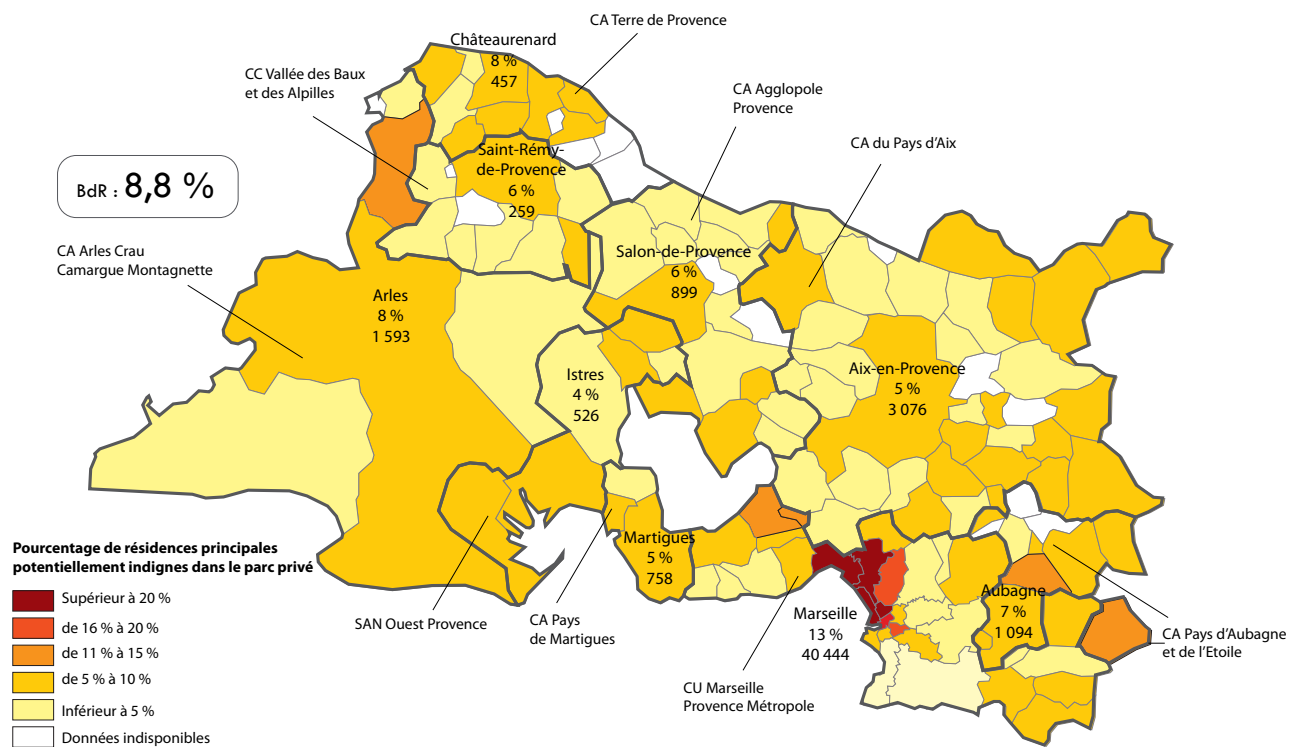 CA Terre de Provence
Châteaurenard
8 %
457
CC Vallée des Baux
et des Alpilles
CA Agglopole
Provence
CA du Pays d'Aix
Saint-Rémy-
de-Provence
6 %
259
BdR : 8,8 %
CA Arles Crau
Camargue Montagnette
Salon-de-Provence
6 %
899
Arles
8 %
1 593
Istres
4 %
526
Aix-en-Provence
5 %
3 076
Martigues
5 %
758
Aubagne
7 %
1 094
Marseille
13 %
40 444
SAN Ouest Provence
CA Pays
de Martigues
CA Pays d'Aubagne
et de l'Etoile
CU Marseille
Provence Métropole
Pourcentage de résidences principales
potentiellement indignes dans le parc privé
Supérieur à 20 %
de 16 % à 20 %
de 11 % à 15 %
de 5 % à 10 %
Inférieur à 5 %
Données indisponibles